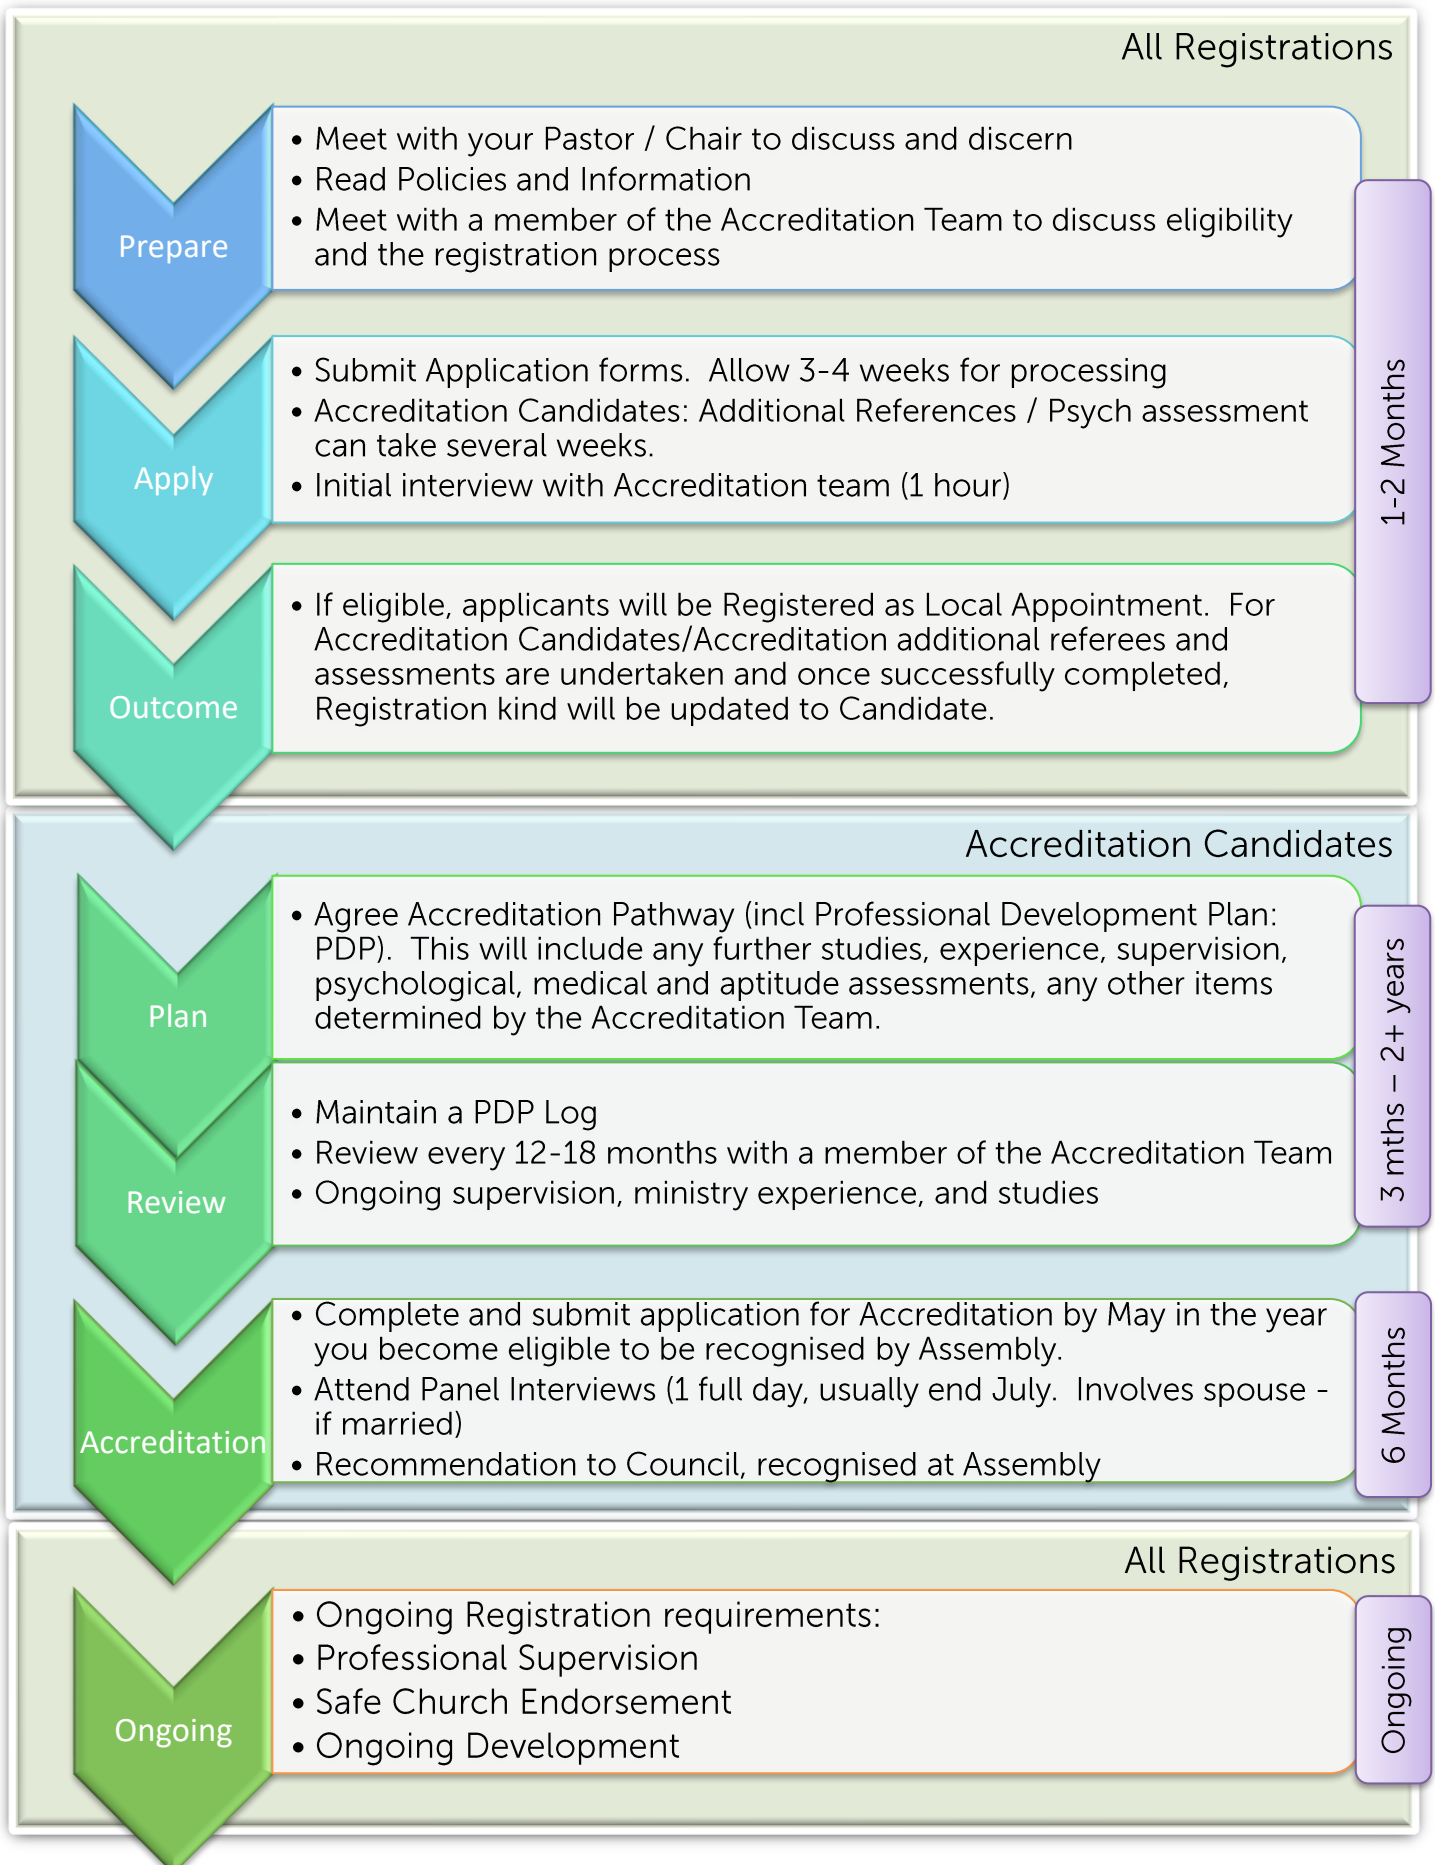 All Registrations
Prepare
• Meet with your Pastor / Chair to discuss and discern
• Read Policies and Information
• Meet with a member of the Accreditation Team to discuss eligibility
and the registration process
Apply
• Submit Application forms.  Allow 3-4 weeks for processing
• Accreditation Candidates: Additional References / Psych assessment
can take several weeks.
• Initial interview with Accreditation team (1 hour)
Outcome
• If eligible, applicants will be Registered as Local Appointment.  For
Accreditation Candidates/Accreditation additional referees and
assessments are undertaken and once successfully completed,
Registration kind will be updated to Candidate.
1-2 Months
Accreditation Candidates
Plan
• Agree Accreditation Pathway (incl Professional Development Plan:
PDP).  This will include any further studies, experience, supervision,
psychological, medical and aptitude assessments, any other items
determined by the Accreditation Team.
Review
• Maintain a PDP Log
• Review every 12-18 months with a member of the Accreditation Team
• Ongoing supervision, ministry experience, and studies
3 mths – 2+ years
Accreditation
• Complete and submit application for Accreditation by May in the year
you become eligible to be recognised by Assembly.
• Attend Panel Interviews (1 full day, usually end July.  Involves spouse -
if married)
• Recommendation to Council, recognised at Assembly
6 Months
All Registrations
Ongoing
• Ongoing Registration requirements:
• Professional Supervision
• Safe Church Endorsement
• Ongoing Development
Ongoing